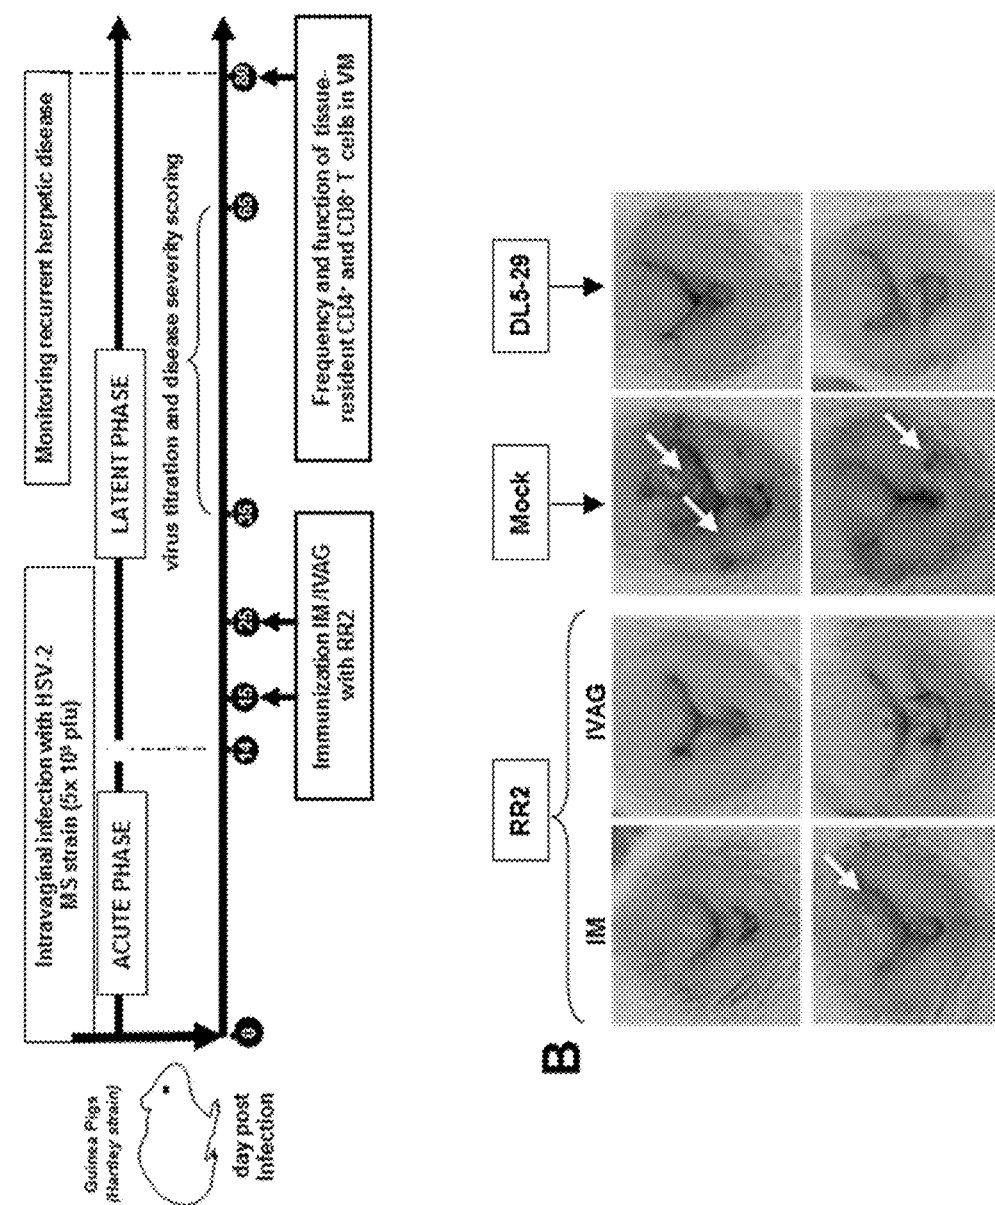 Guinea Pigs
(Hartley strain)
day post
Infection
Intravaginal infection with HSV-2
MS strain (5x 10⁵ pfu)
Monitoring recurrent herpetic disease
ACUTE PHASE
LATENT PHASE
virus titration and disease severity scoring
0
14
15
25
35
65
80
Immunization IM/IVAG
with RR2
Frequency and function of tissue-
resident CD4⁺ and CD8⁺ T cells in VM
B
RR2
Mock
DL5-29
IM
IVAG